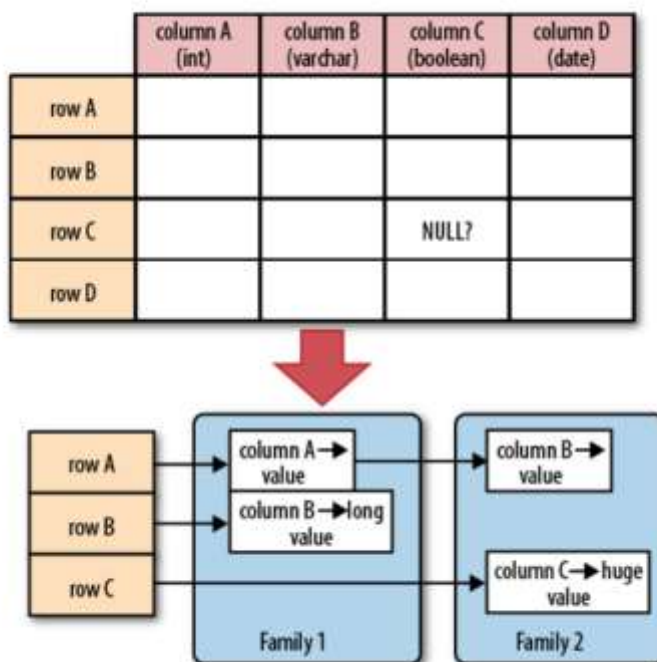 column A column B column C column D
(int) (varchar) (boolean) (date)
row A
row B
row C NULL?
row D
row A column A→ column B→
value value
row B column B→long
value
row C column C→huge
value
Family 1 Family 2